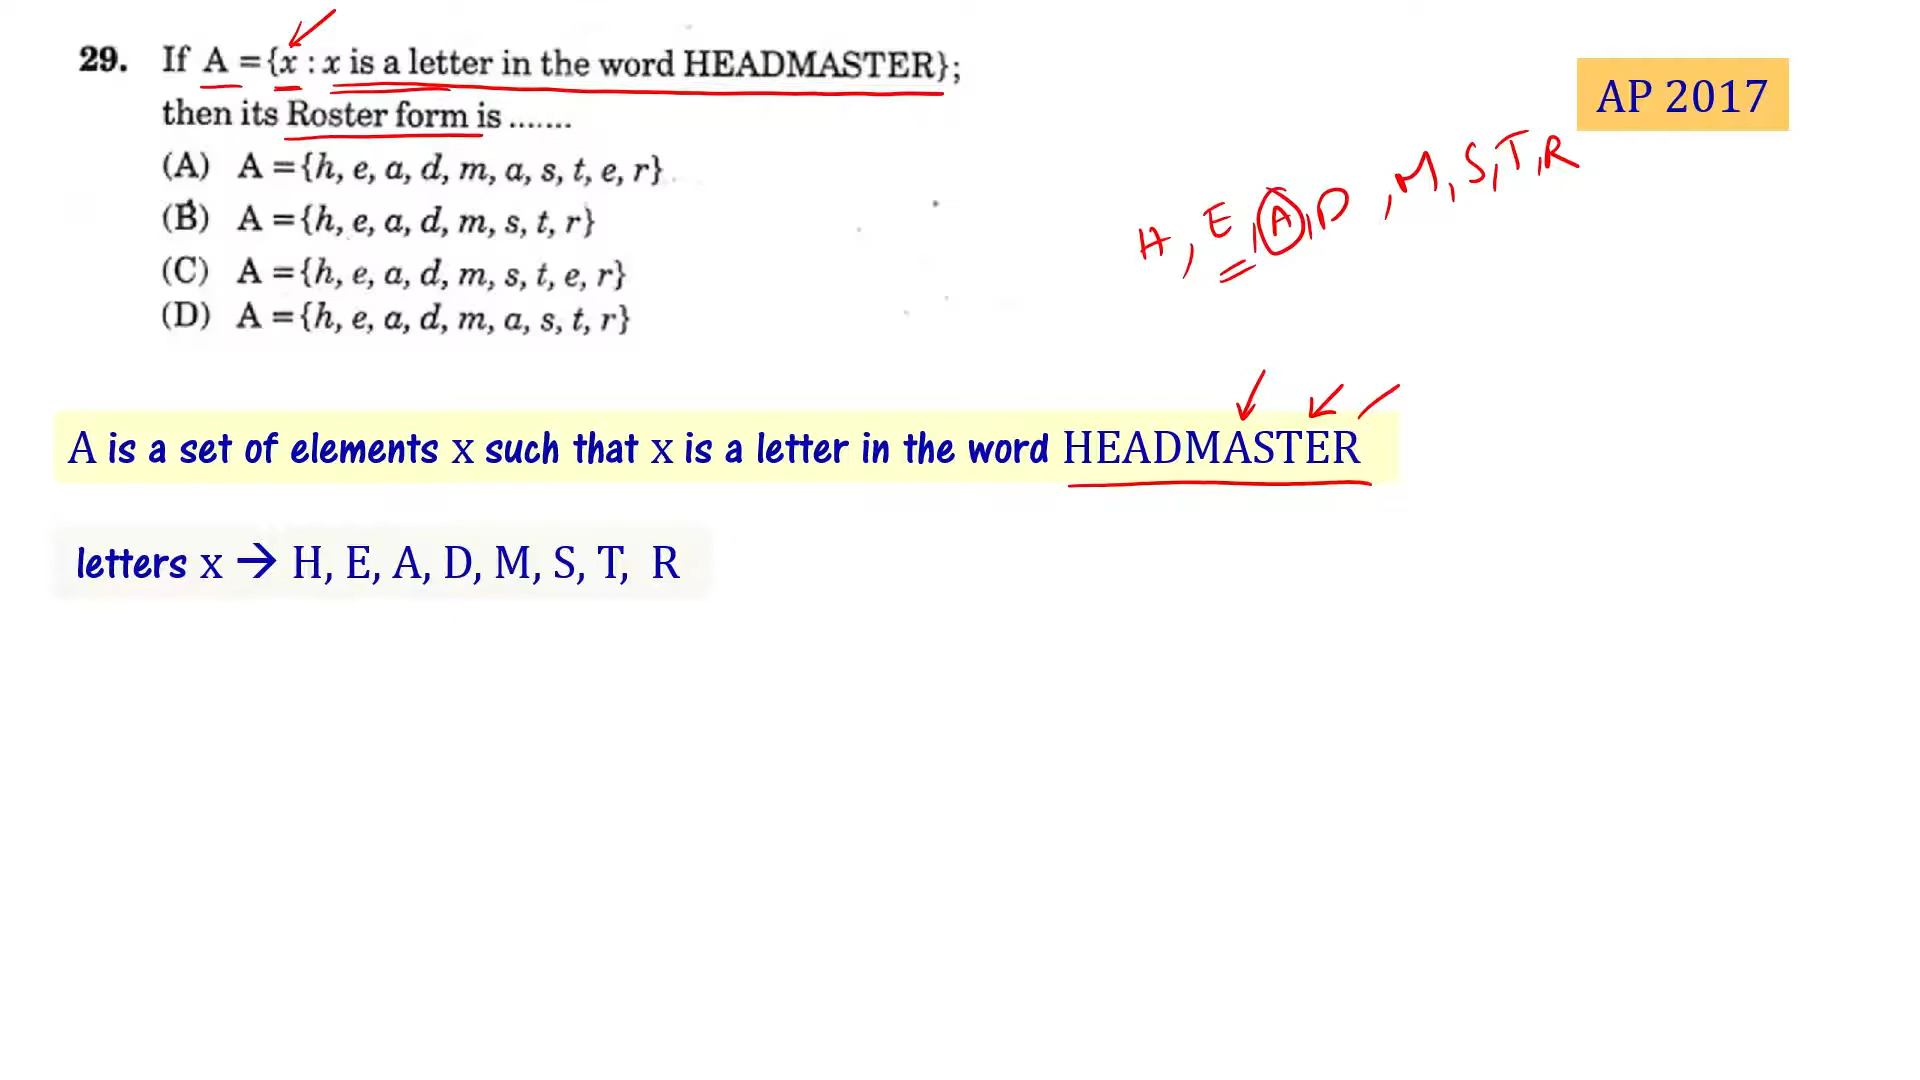 29. If A = {x : x is a letter in the word HEADMASTER};
then its Roster form is .......
(A) A = {h, e, a, d, m, a, s, t, e, r}
(B) A = {h, e, a, d, m, s, t, r}
(C) A = {h, e, a, d, m, s, t, e, r}
(D) A = {h, e, a, d, m, a, s, t, r}
AP 2017
H, E, A, D, M, S, T, R
A is a set of elements x such that x is a letter in the word HEADMASTER
letters x → H, E, A, D, M, S, T, R